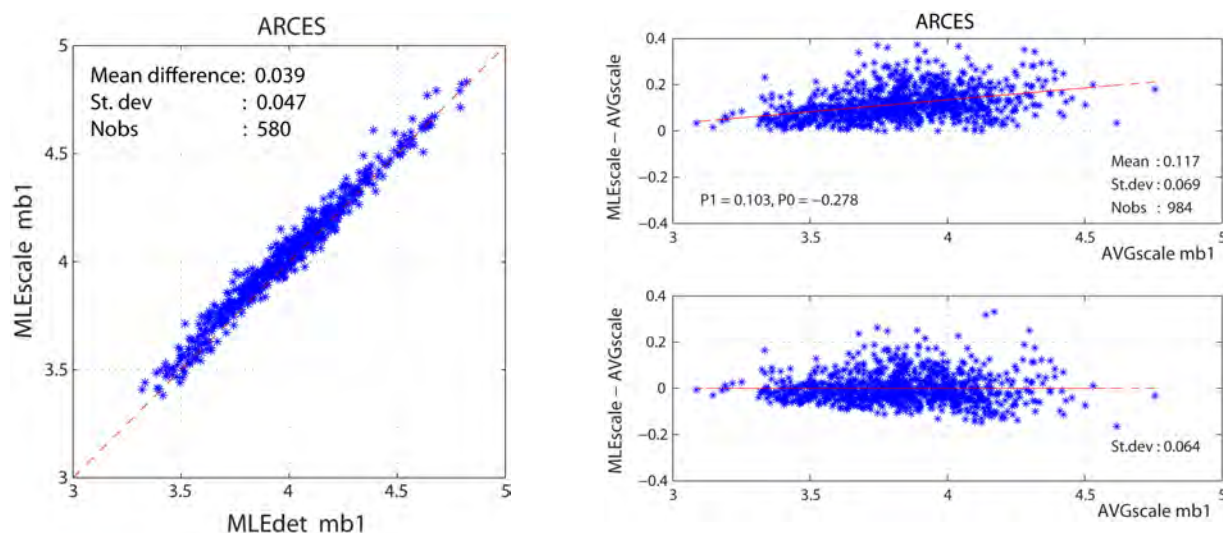 ARCES
Mean difference: 0.039
St. dev : 0.047
Nobs : 580
5
4.5
4
3.5
3
3 3.5 4 4.5 5
MLEscale mb1
MLEdet mb1
ARCES
0.4
0.2
0
−0.2
−0.4
MLEscale − AVGscale
Mean : 0.117
St.dev : 0.069
Nobs : 984
P1 = 0.103, P0 = −0.278
3 3.5 4 4.5 5
AVGscale mb1
0.4
0.2
0
−0.2
−0.4
MLEscale − AVGscale
St.dev : 0.064
3 3.5 4 4.5 5
AVGscale mb1